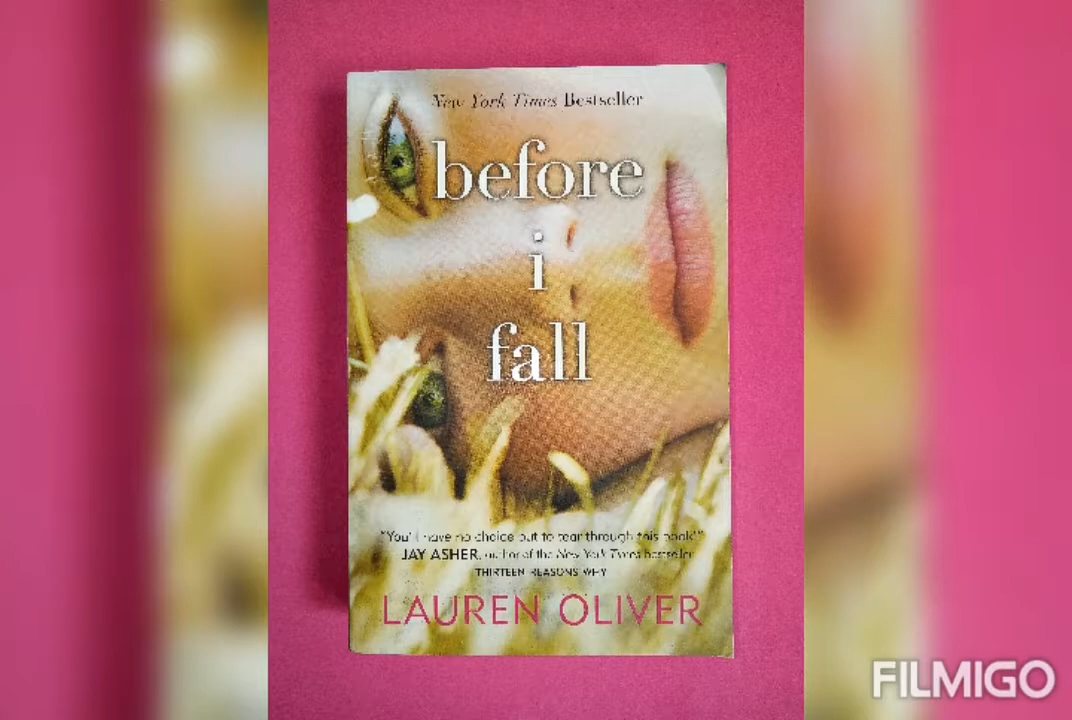 New York Times Bestseller
before
i
fall
"You'll have no choice but to tear through this book!"
JAY ASHER, author of the New York Times bestseller
THIRTEEN REASONS WHY
LAUREN OLIVER
FILMIGO